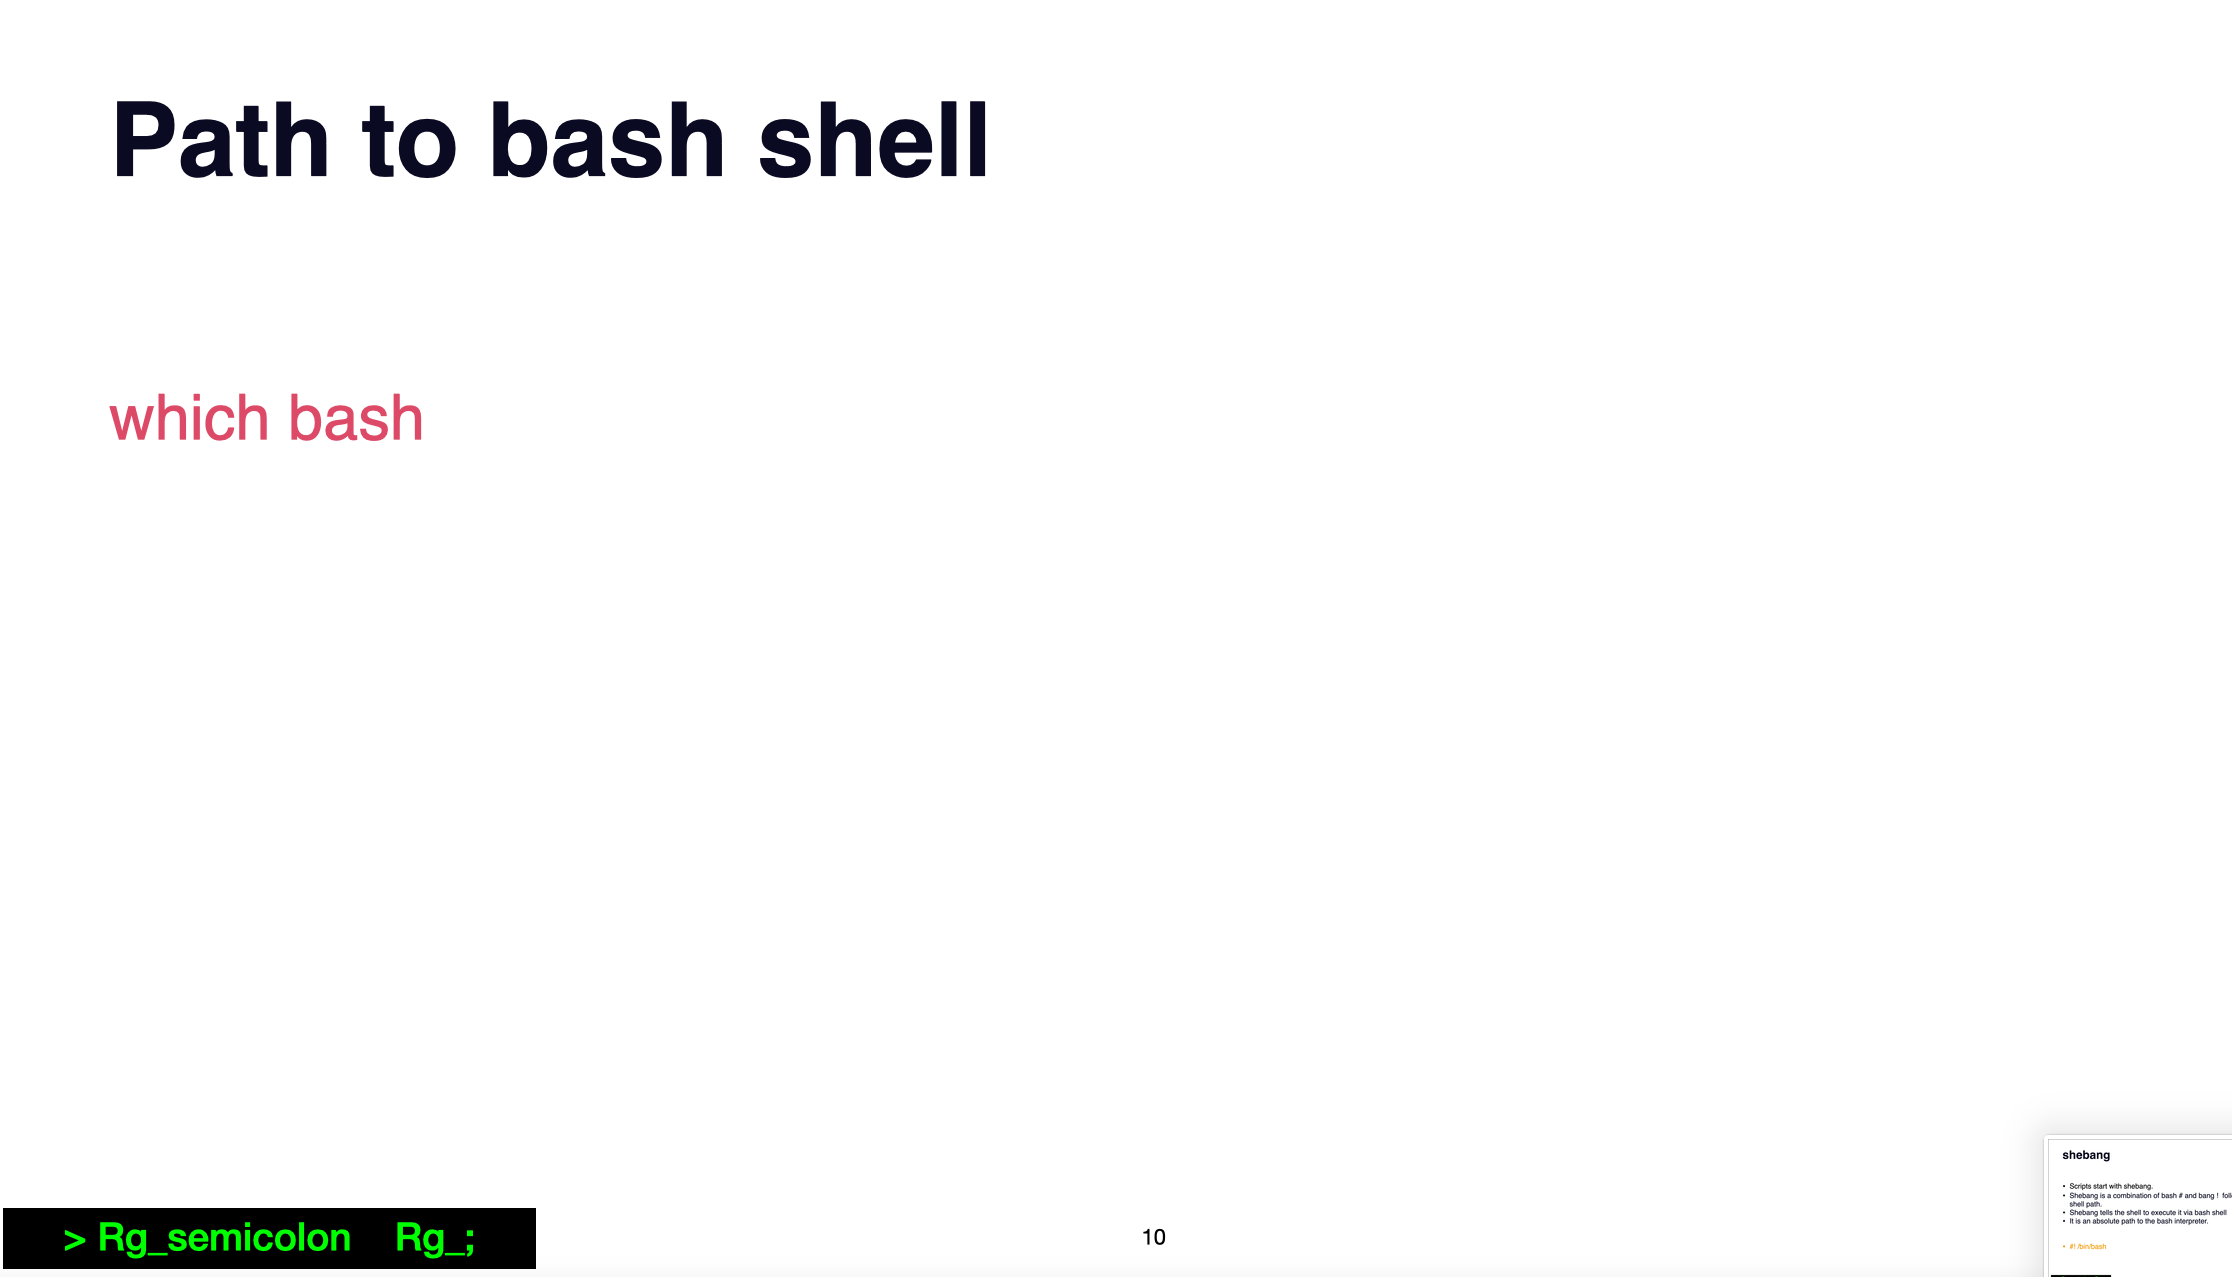 Path to bash shell
which bash
> Rg_semicolon Rg_;
10
shebang
• Scripts start with shebang.
• Shebang is a combination of bash # and bang !
shell path.
• Shebang tells the shell to execute it via bash shell
• It is an absolute path to the bash interpreter.
• #! /bin/bash